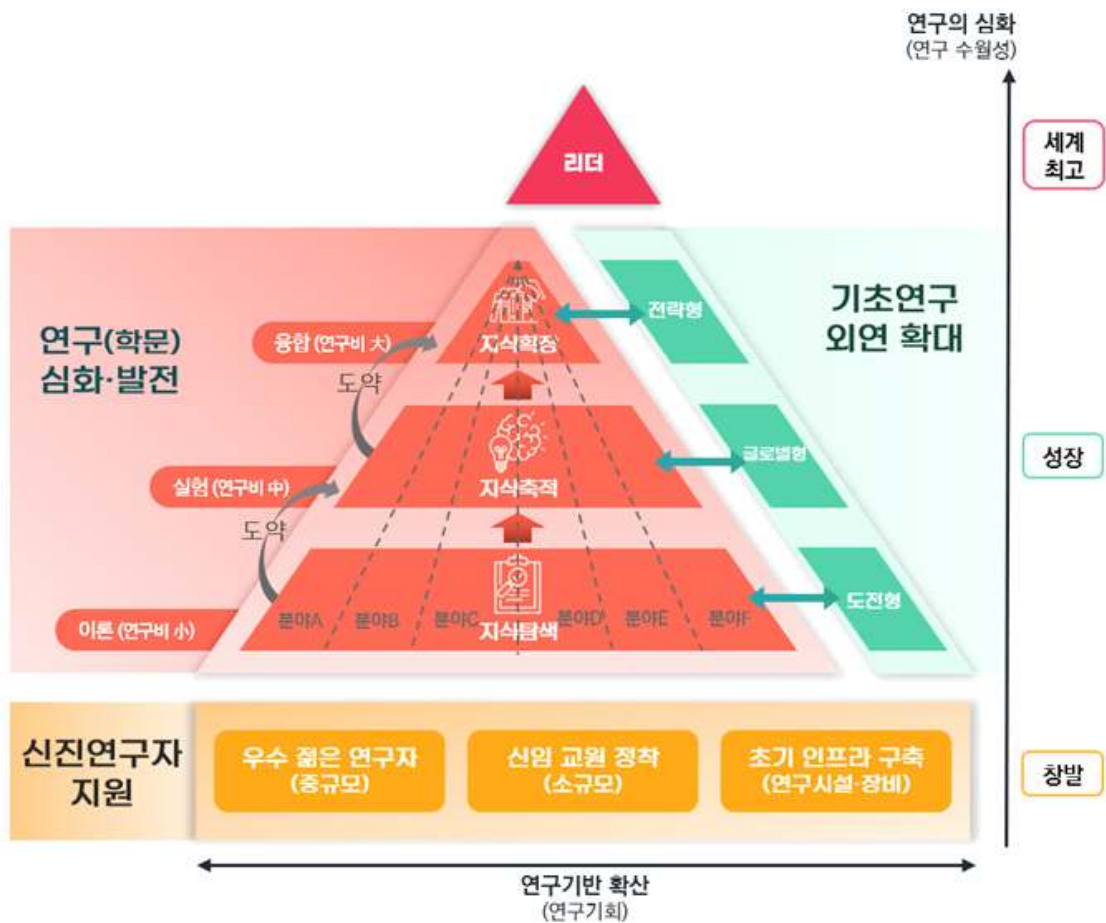 연구의 심화
(연구 수월성)
리더
세계
최고
연구(학문)
심화·발전
융합 (연구비 大)
지식확장
전략형
기초연구
외연 확대
도약
실험 (연구비 中)
지식축적
글로벌형
성장
도약
이론 (연구비 小)
분야A
분야B
분야C
지식탐색
분야D
분야E
분야F
도전형
신진연구자
지원
우수 젊은 연구자
(중규모)
신임 교원 정착
(소규모)
초기 인프라 구축
(연구시설·장비)
창발
연구기반 확산
(연구기회)